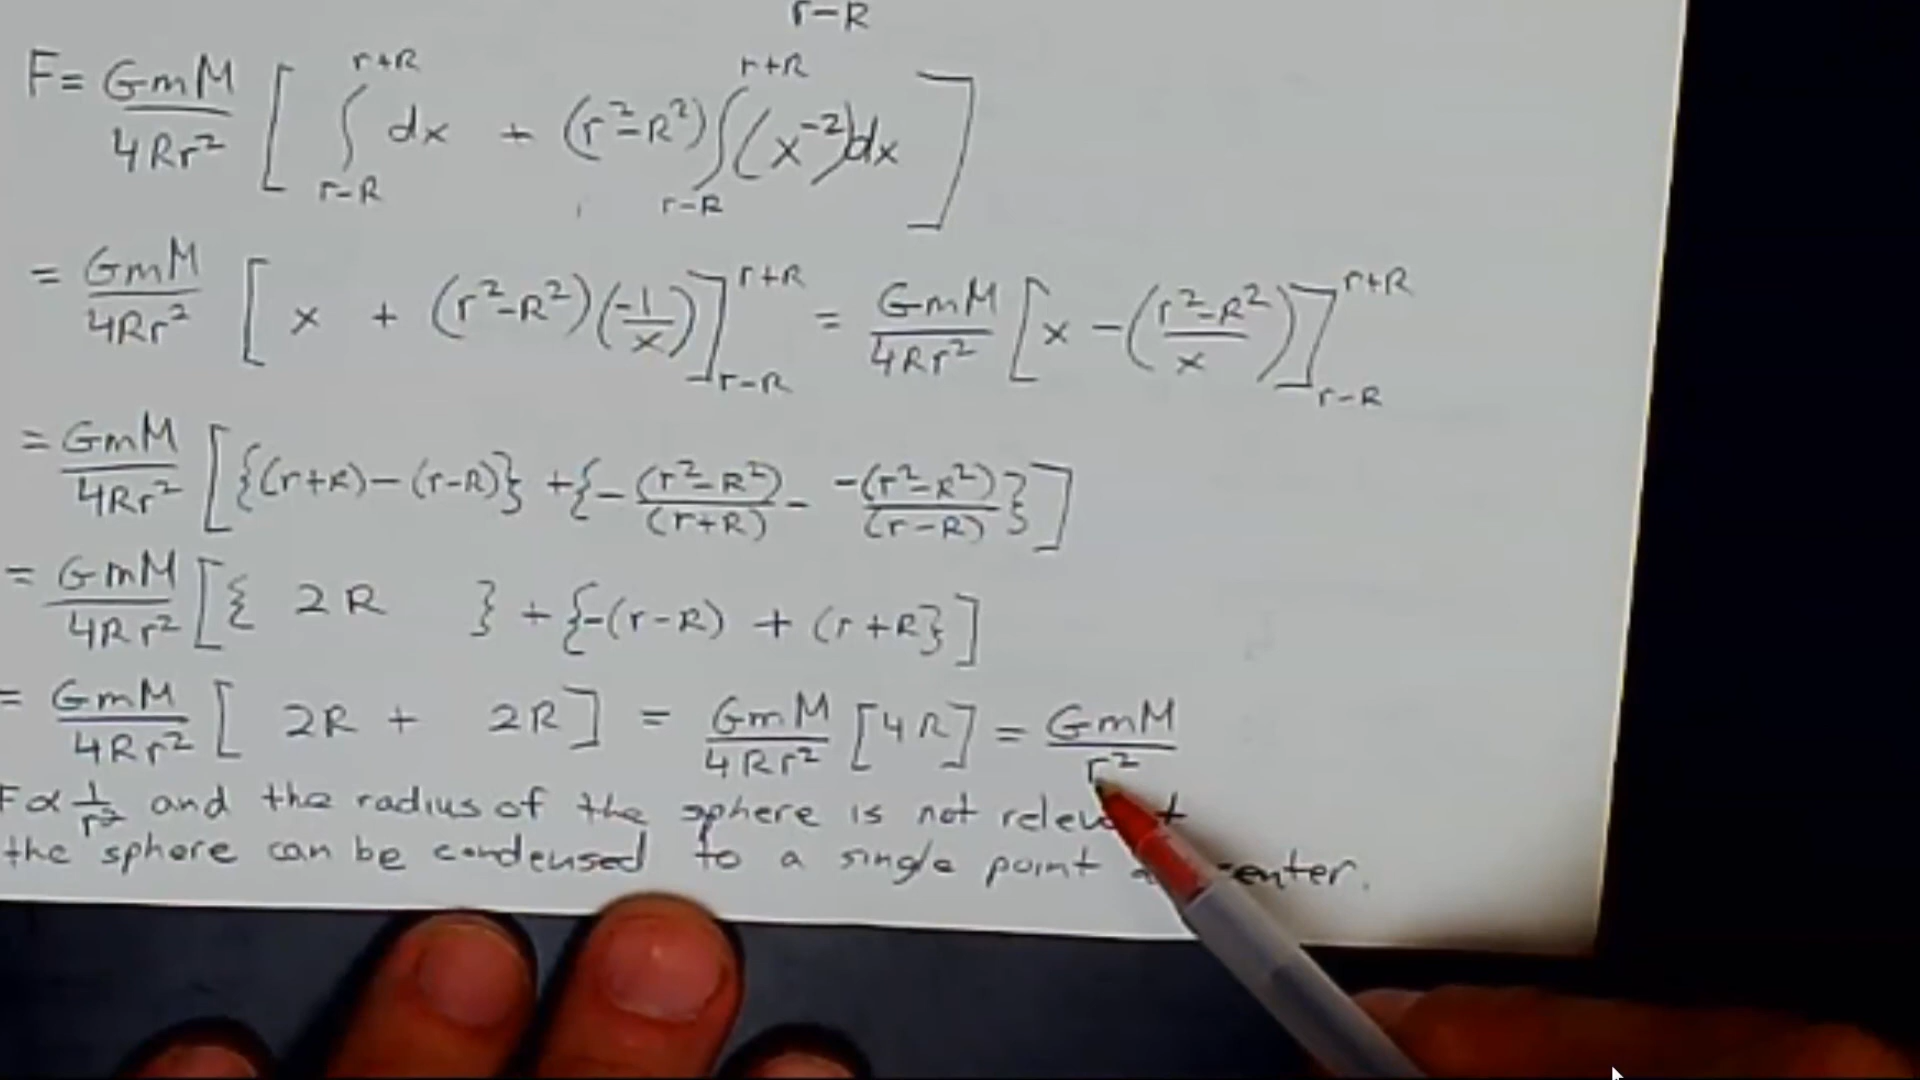 r-R
F = GmM/4Rr² [ ∫_{r-R}^{r+R} dx + (r²-R²) ∫_{r-R}^{r+R} (x⁻²)dx ]
= GmM/4Rr² [ x + (r²-R²)(-1/x) ]_{r-R}^{r+R} = GmM/4Rr² [ x - (r²-R²/x) ]_{r-R}^{r+R}
= GmM/4Rr² [ {(r+R)-(r-R)} + {-(r²-R²)/(r+R) - -(r²-R²)/(r-R)} ]
= GmM/4Rr² [ { 2R } + {-(r-R) + (r+R} ]
= GmM/4Rr² [ 2R + 2R ] = GmM/4Rr² [4R] = GmM/r²
F∝ 1/r² and the radius of the sphere is not
the sphere can be condensed to a single point